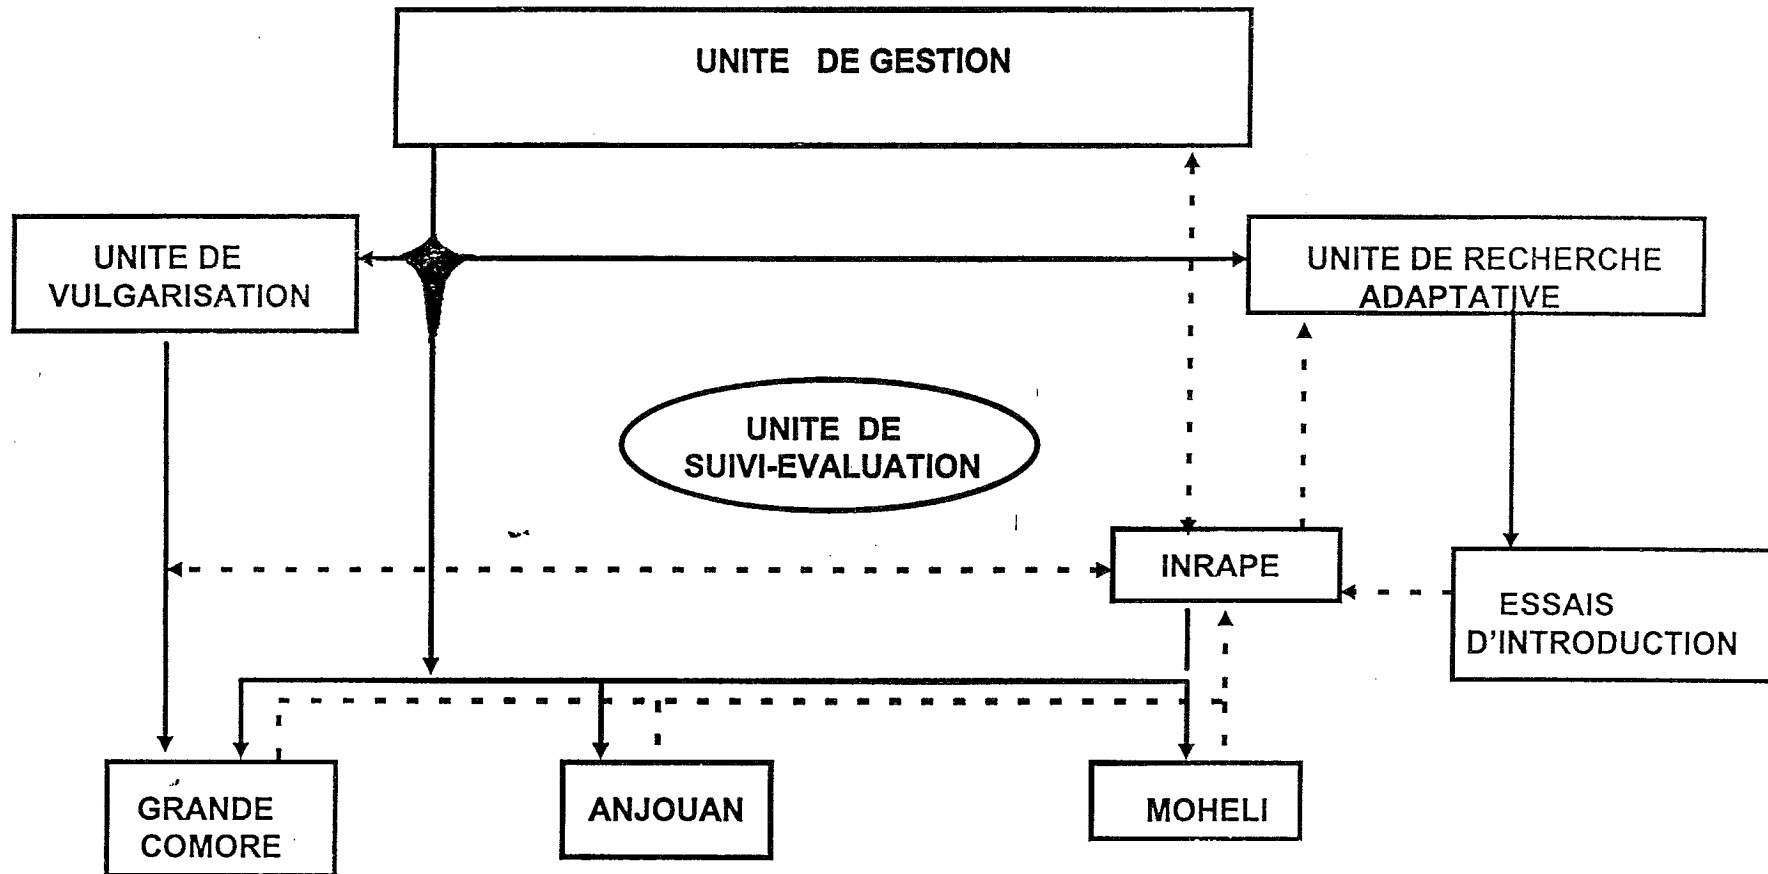 UNITE DE GESTION
UNITE DE
VULGARISATION
UNITE DE RECHERCHE
ADAPTATIVE
UNITE DE
SUIVI-EVALUATION
INRAPE
ESSAIS
D'INTRODUCTION
GRANDE
COMORE
ANJOUAN
MOHELI